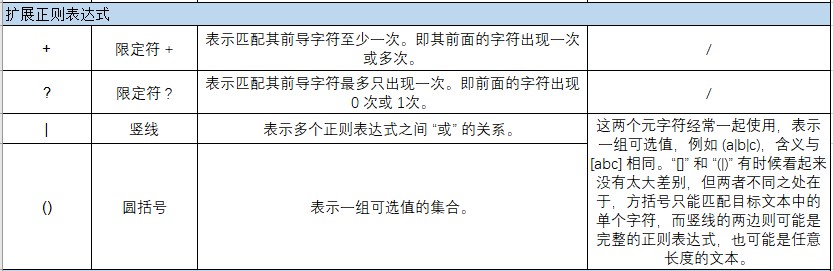 扩展正则表达式
+
限定符 +
表示匹配其前导字符至少一次。即其前面的字符出现一次
或多次。
/
?
限定符 ?
表示匹配其前导字符最多只出现一次。即前面的字符出现
0 次或 1次。
/
|
竖线
表示多个正则表达式之间 “或” 的关系。
()
圆括号
表示一组可选值的集合。
这两个元字符经常一起使用，表示
一组可选值，例如 (a|b|c)，含义与
[abc] 相同。“[]” 和 “(|)” 有时候看起来
没有太大差别，但两者不同之处在
于，方括号只能匹配目标文本中的
单个字符，而竖线的两边则可能是
完整的正则表达式，也可能是任意
长度的文本。